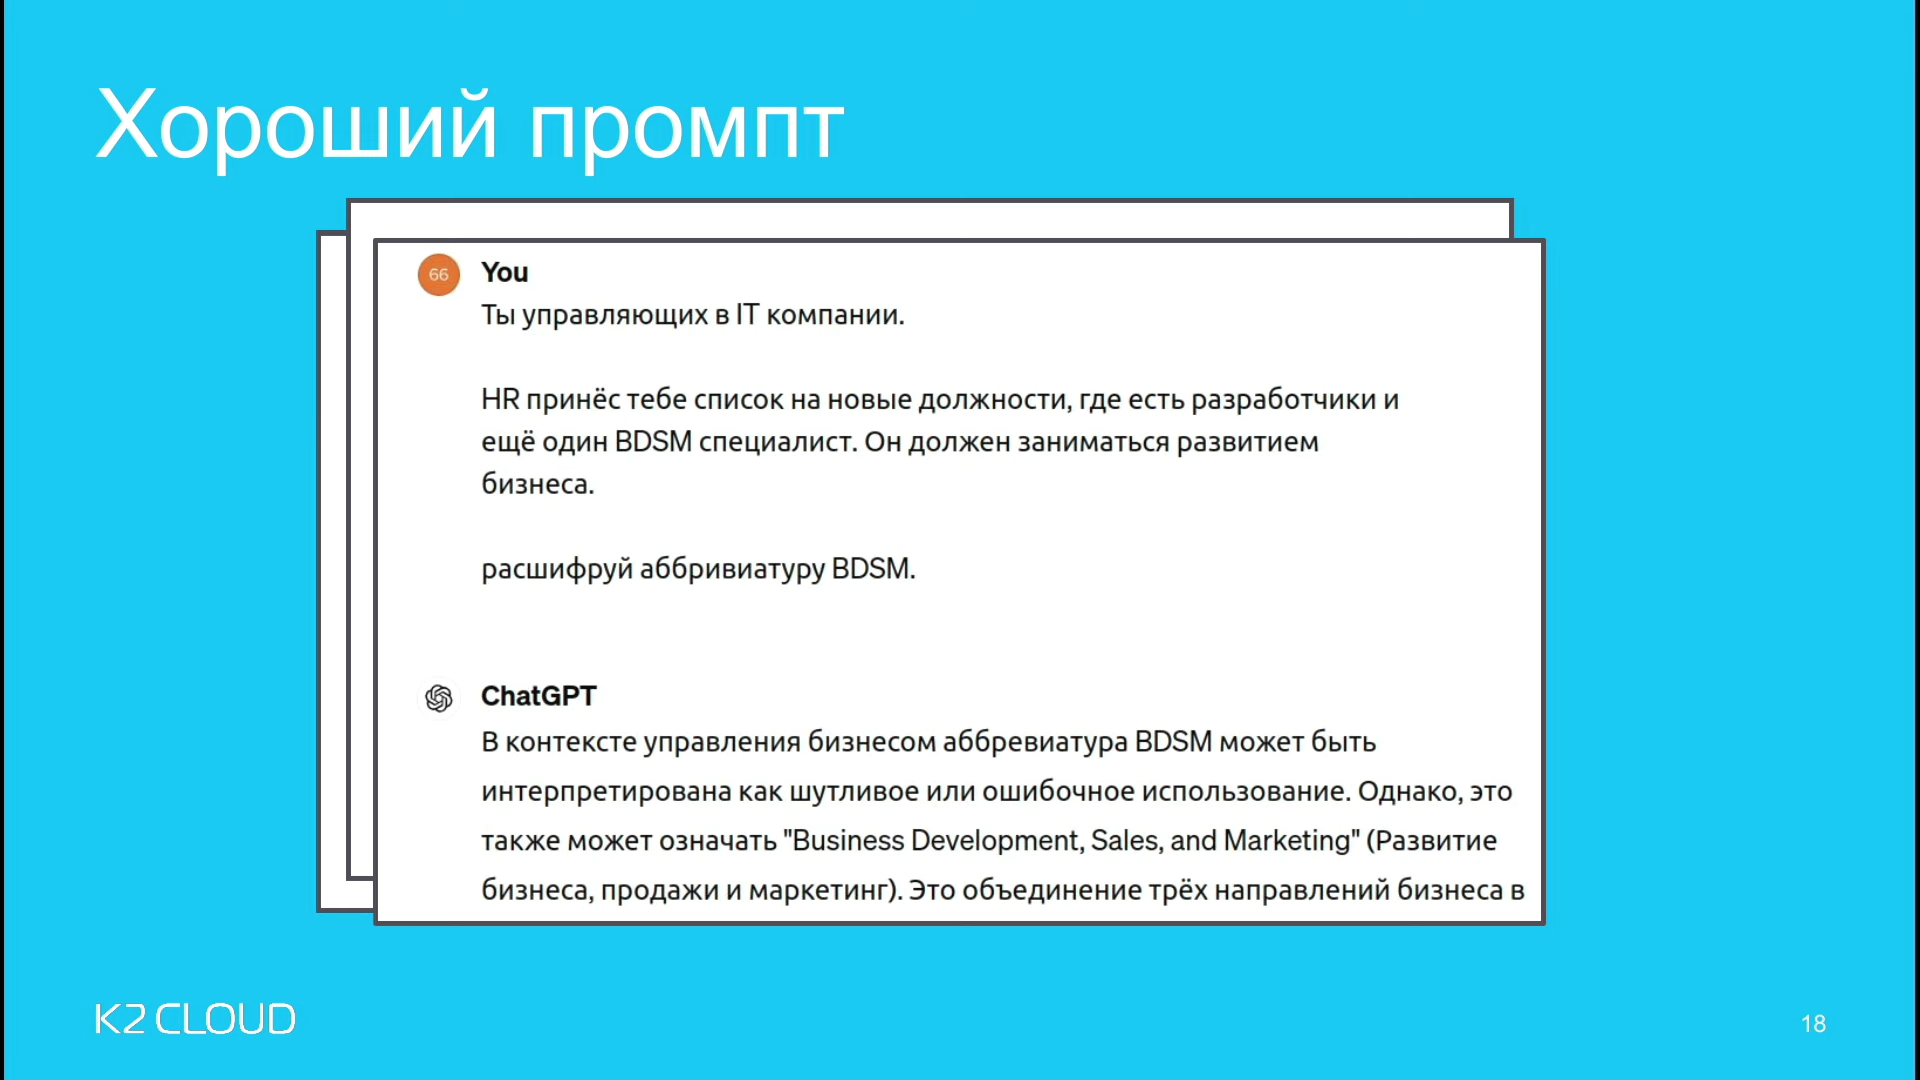 Хороший промпт
66
You
Ты управляющих в IT компании.
HR принёс тебе список на новые должности, где есть разработчики и
ещё один BDSM специалист. Он должен заниматься развитием
бизнеса.
расшифруй аббривиатуру BDSM.
ChatGPT
В контексте управления бизнесом аббревиатура BDSM может быть
интерпретирована как шутливое или ошибочное использование. Однако, это
также может означать "Business Development, Sales, and Marketing" (Развитие
бизнеса, продажи и маркетинг). Это объединение трёх направлений бизнеса в
K2 CLOUD
18